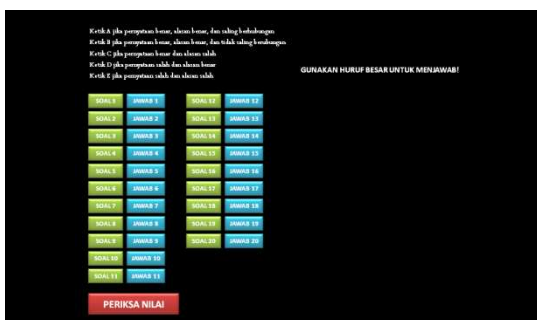 Ketik A jika pernyataan benar, alasan benar, dan saling berhubungan
Ketik B jika pernyataan benar, alasan benar, dan tidak saling berhubungan
Ketik C jika pernyataan benar dan alasan salah
Ketik D jika pernyataan salah dan alasan benar
Ketik E jika pernyataan salah dan alasan salah
GUNAKAN HURUF BESAR UNTUK MENJAWAB!
SOAL 1 JAWAB 1 SOAL 12 JAWAB 12
SOAL 2 JAWAB 2 SOAL 13 JAWAB 13
SOAL 3 JAWAB 3 SOAL 14 JAWAB 14
SOAL 4 JAWAB 4 SOAL 15 JAWAB 15
SOAL 5 JAWAB 5 SOAL 16 JAWAB 16
SOAL 6 JAWAB 6 SOAL 17 JAWAB 17
SOAL 7 JAWAB 7 SOAL 18 JAWAB 18
SOAL 8 JAWAB 8 SOAL 19 JAWAB 19
SOAL 9 JAWAB 9 SOAL 20 JAWAB 20
SOAL 10 JAWAB 10
SOAL 11 JAWAB 11
PERIKSA NILAI